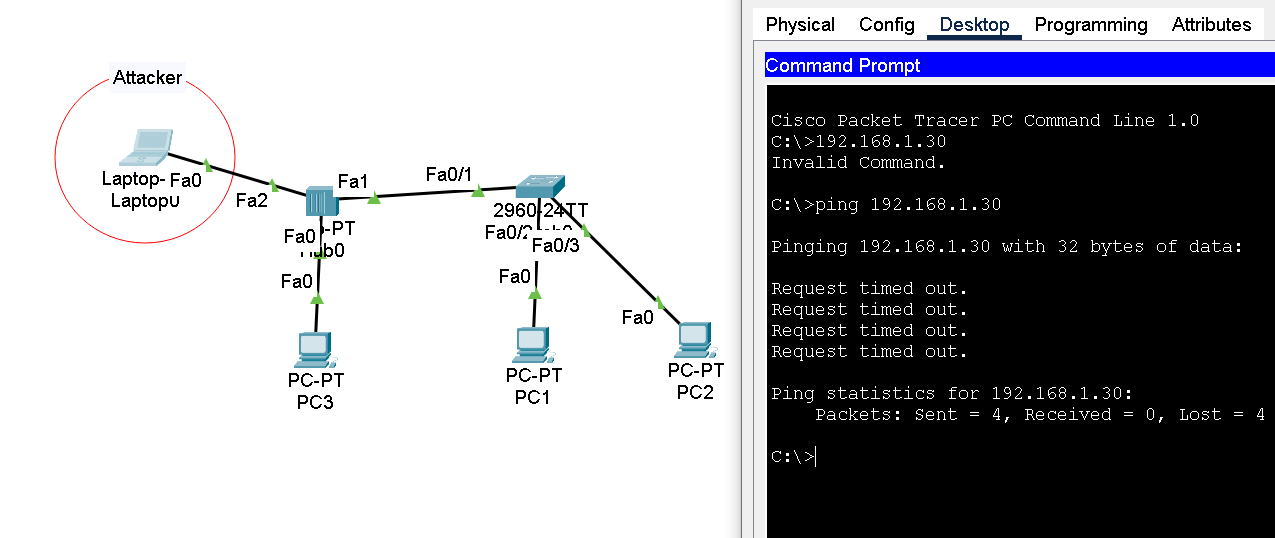 Attacker
Laptop-
Laptop0
Fa0
Fa2
Fa1
Fa0/1
2960-24TT
Fa0/2
Fa0/3
-PT
Hub0
Fa0
Fa0
Fa0
Fa0
PC-PT
PC3
PC-PT
PC1
PC-PT
PC2
Physical Config Desktop Programming Attributes
Command Prompt
Cisco Packet Tracer PC Command Line 1.0
C:\>192.168.1.30
Invalid Command.
C:\>ping 192.168.1.30
Pinging 192.168.1.30 with 32 bytes of data:
Request timed out.
Request timed out.
Request timed out.
Request timed out.
Ping statistics for 192.168.1.30:
Packets: Sent = 4, Received = 0, Lost = 4
C:\>